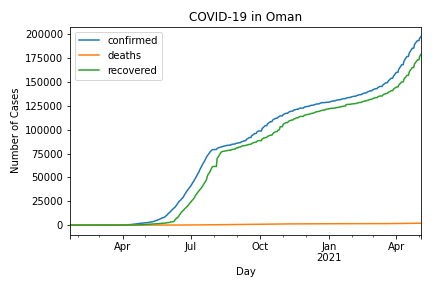 COVID-19 in Oman
confirmed
deaths
recovered
200000
175000
150000
125000
100000
75000
50000
25000
0
Number of Cases
Apr
Jul
Oct
Jan
2021
Apr
Day